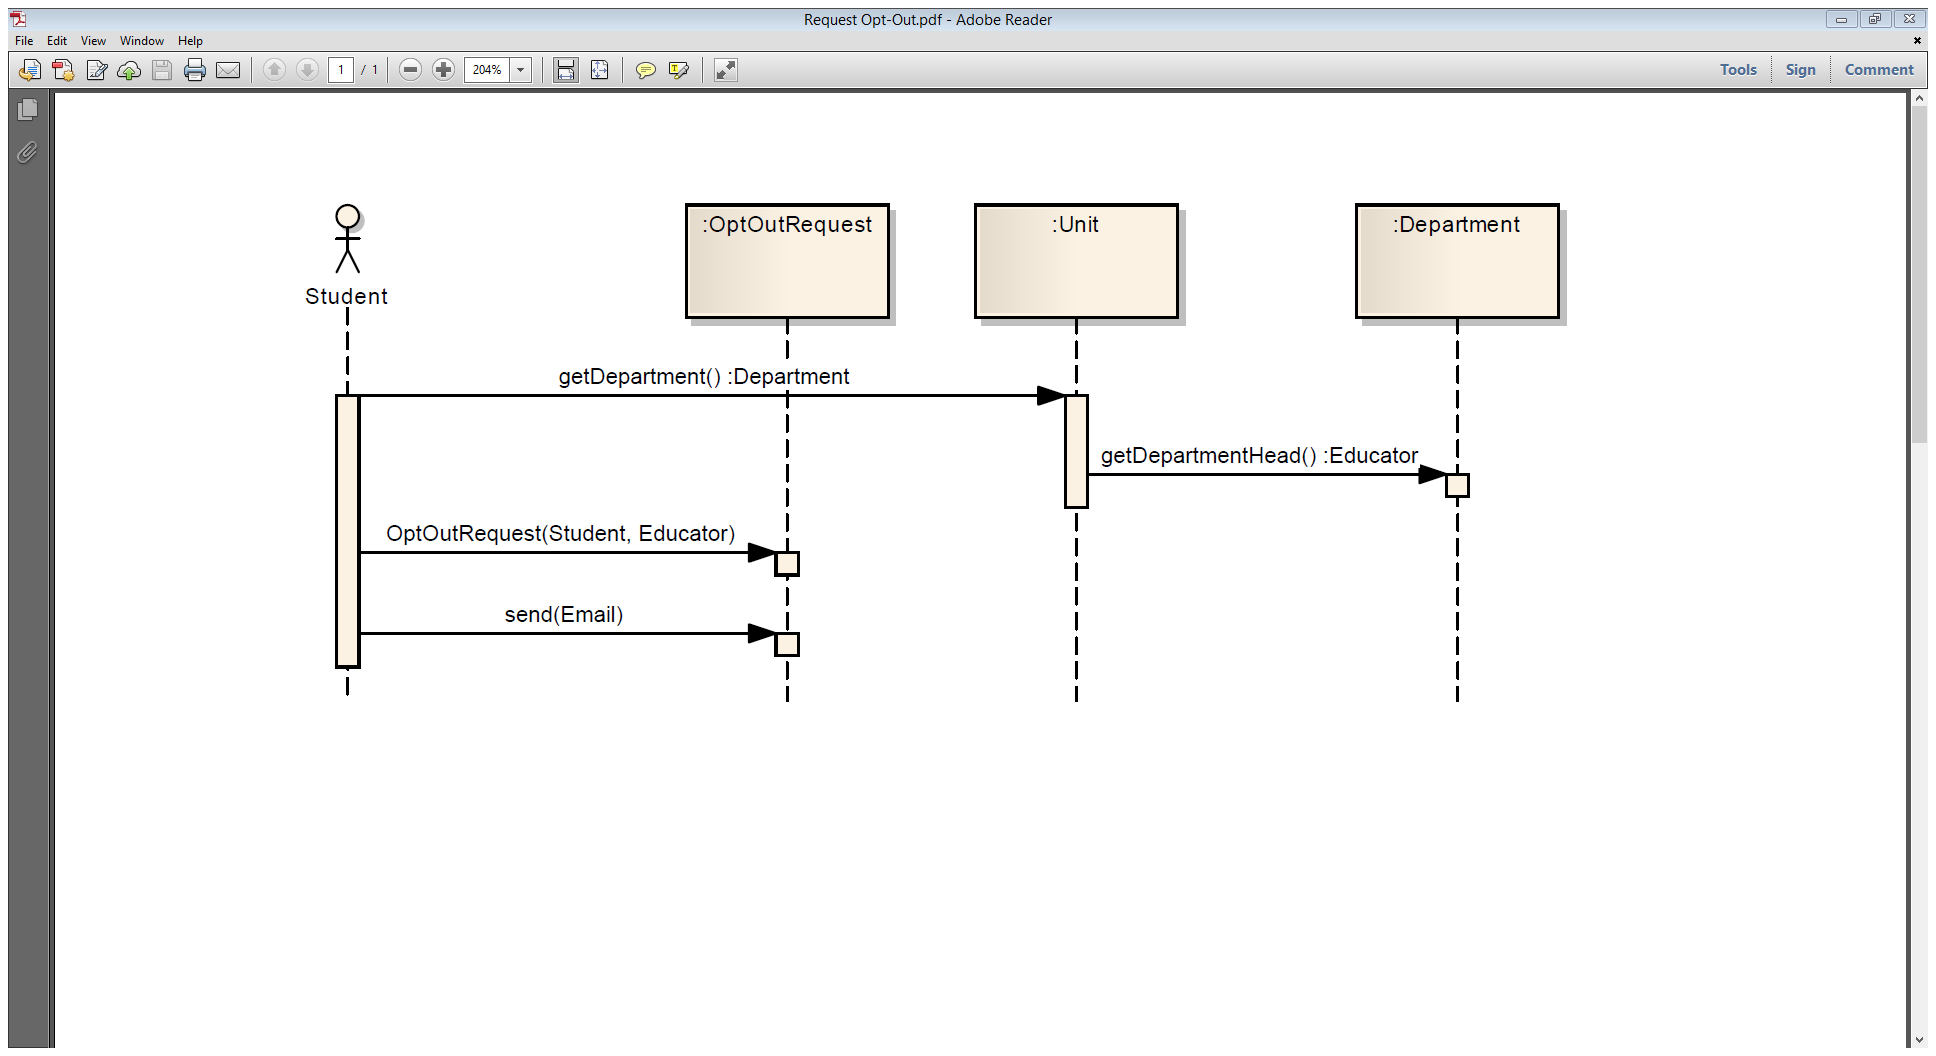 Request Opt-Out.pdf - Adobe Reader
File Edit View Window Help
1 / 1 204% Tools Sign Comment
:OptOutRequest :Unit :Department
Student
getDepartment() :Department
getDepartmentHead() :Educator
OptOutRequest(Student, Educator)
send(Email)